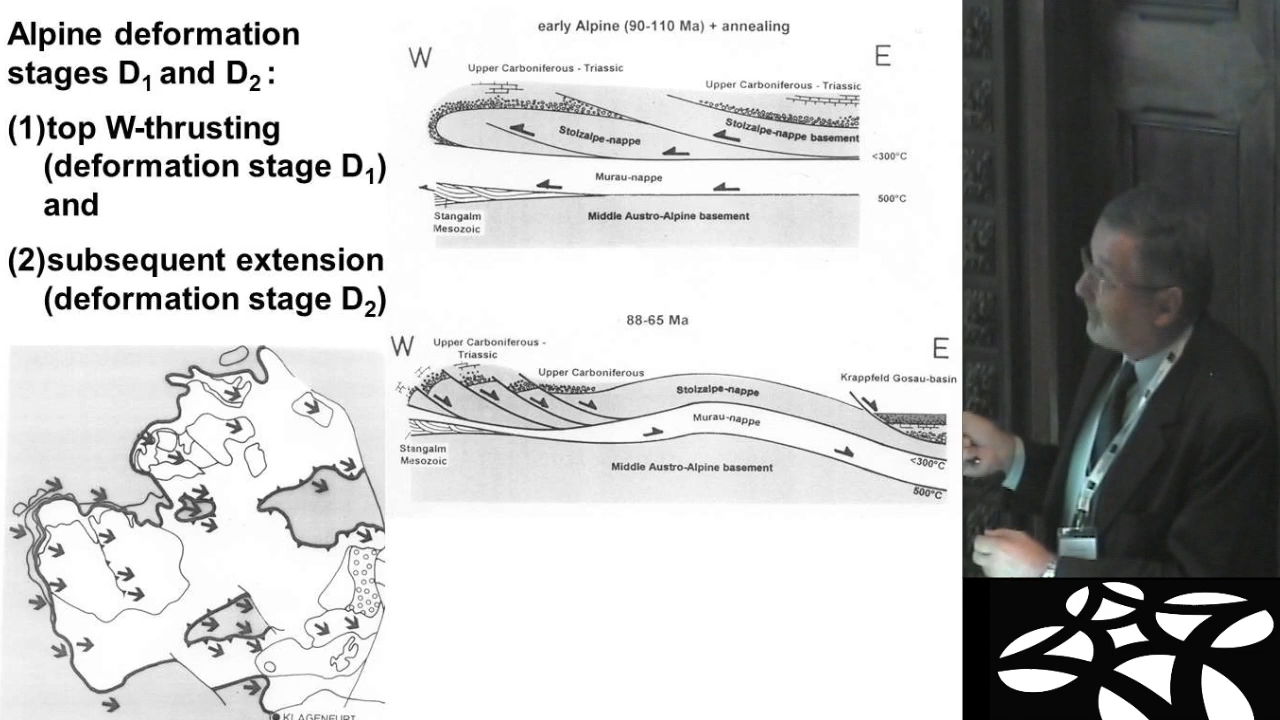 Alpine deformation
stages D1 and D2 :
(1)top W-thrusting
(deformation stage D1)
and
(2)subsequent extension
(deformation stage D2)
early Alpine (90-110 Ma) + annealing
W
E
Upper Carboniferous - Triassic
Upper Carboniferous - Triassic
Stolzalpe-nappe
Stolzalpe-nappe basement
<300°C
Murau-nappe
500°C
Stangalm
Mesozoic
Middle Austro-Alpine basement
88-65 Ma
W
E
Upper Carboniferous -
Triassic
Upper Carboniferous
Krappfeld Gosau-basin
Stolzalpe-nappe
Murau-nappe
Stangalm
Mesozoic
Middle Austro-Alpine basement
<300°C
500°C
KLAGENFURT